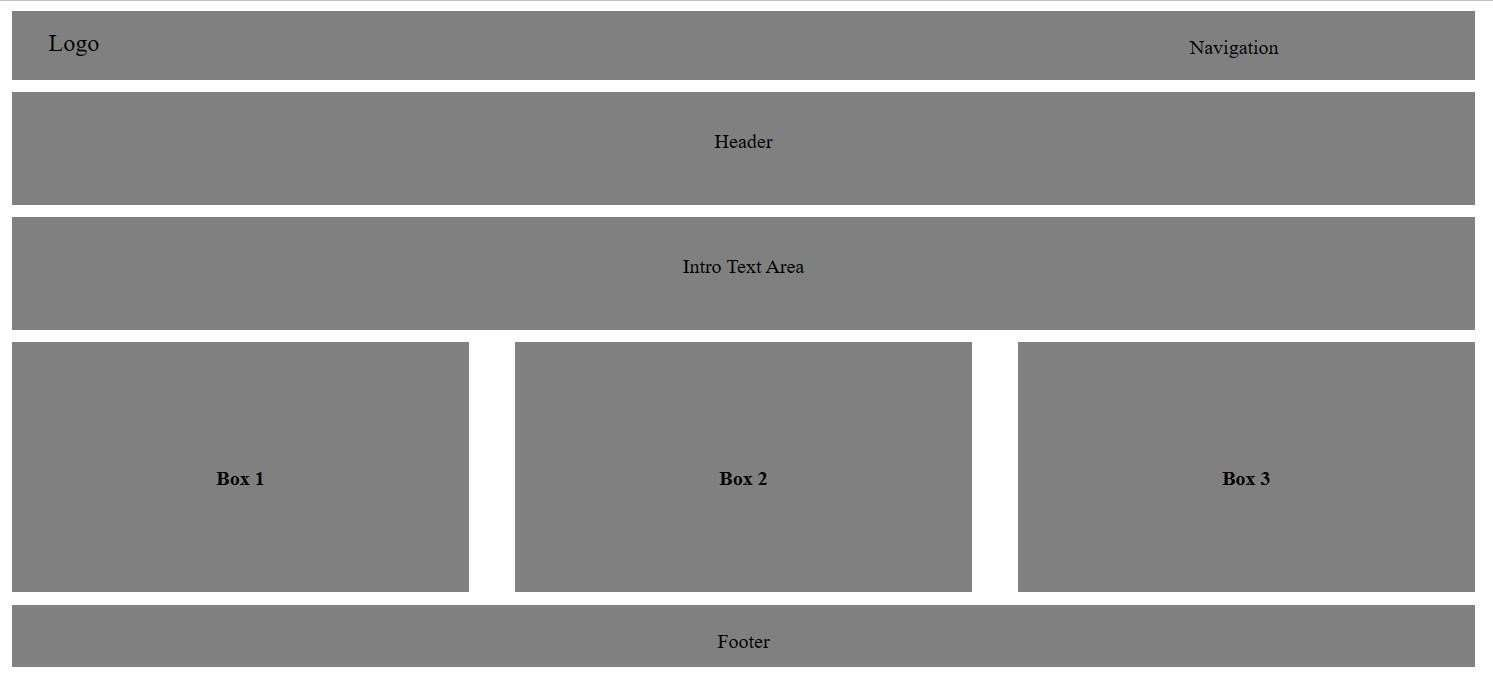 Logo
Navigation
Header
Intro Text Area
Box 1
Box 2
Box 3
Footer